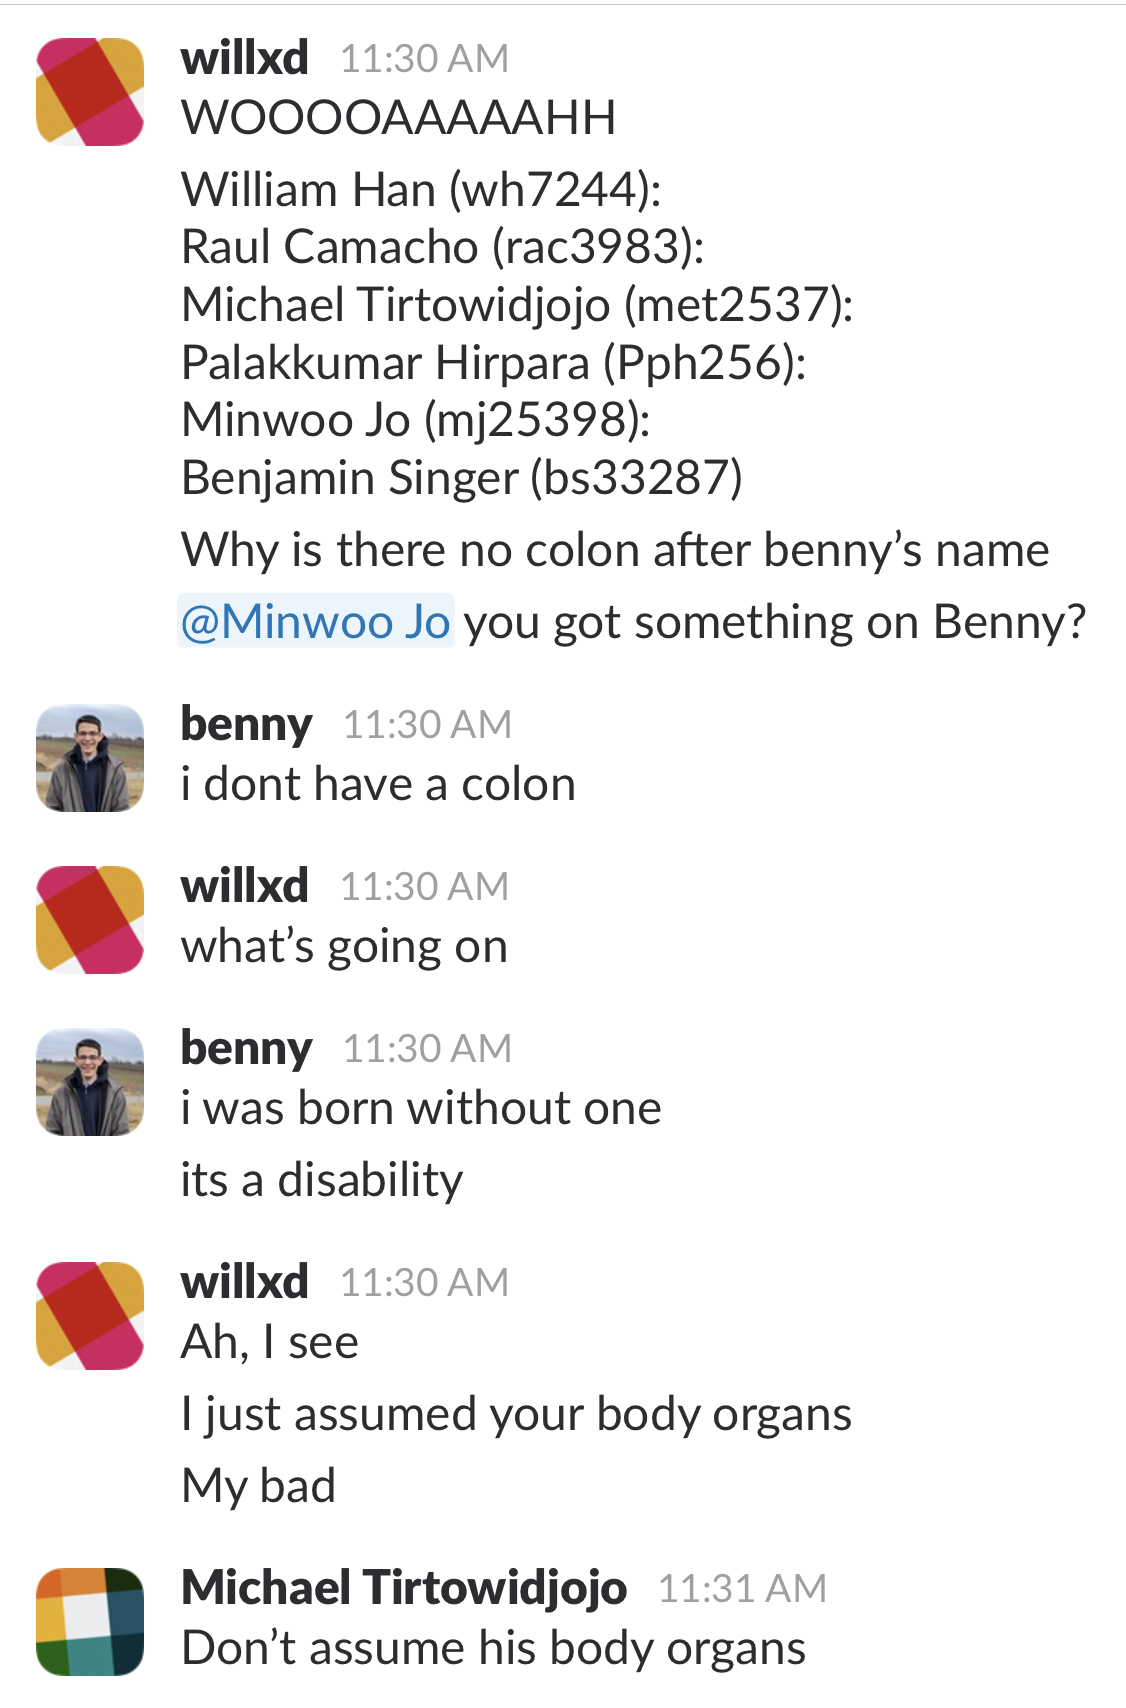 willxd 11:30 AM
WOOOOAAAAAHH
William Han (wh7244):
Raul Camacho (rac3983):
Michael Tirtowidjojo (met2537):
Palakkumar Hirpara (Pph256):
Minwoo Jo (mj25398):
Benjamin Singer (bs33287)
Why is there no colon after benny’s name
@Minwoo Jo you got something on Benny?
benny 11:30 AM
i dont have a colon
willxd 11:30 AM
what’s going on
benny 11:30 AM
i was born without one
its a disability
willxd 11:30 AM
Ah, I see
I just assumed your body organs
My bad
Michael Tirtowidjojo 11:31 AM
Don’t assume his body organs